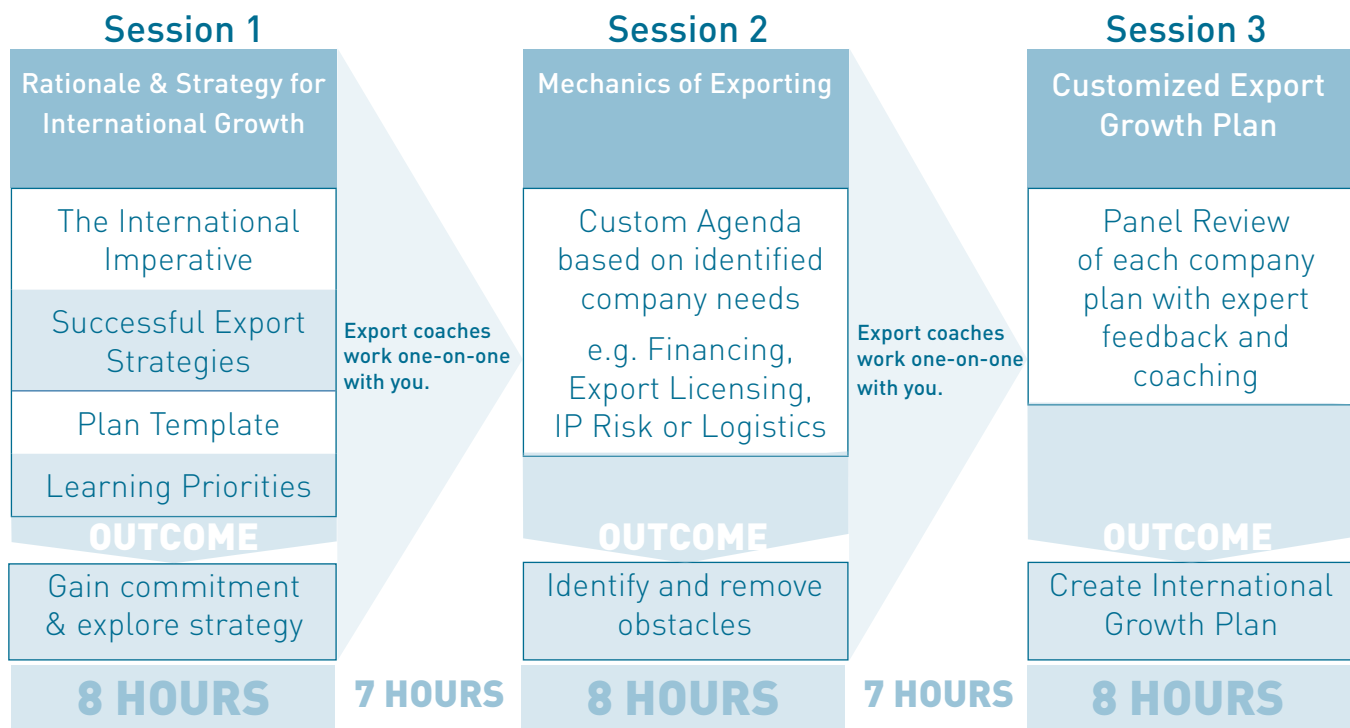 Session 1
Rationale & Strategy for
International Growth
The International
Imperative
Successful Export
Strategies
Plan Template
Learning Priorities
OUTCOME
Gain commitment
& explore strategy
8 HOURS
Export coaches
work one-on-one
with you.
7 HOURS
Session 2
Mechanics of Exporting
Custom Agenda
based on identified
company needs
e.g. Financing,
Export Licensing,
IP Risk or Logistics
OUTCOME
Identify and remove
obstacles
8 HOURS
Export coaches
work one-on-one
with you.
7 HOURS
Session 3
Customized Export
Growth Plan
Panel Review
of each company
plan with expert
feedback and
coaching
OUTCOME
Create International
Growth Plan
8 HOURS